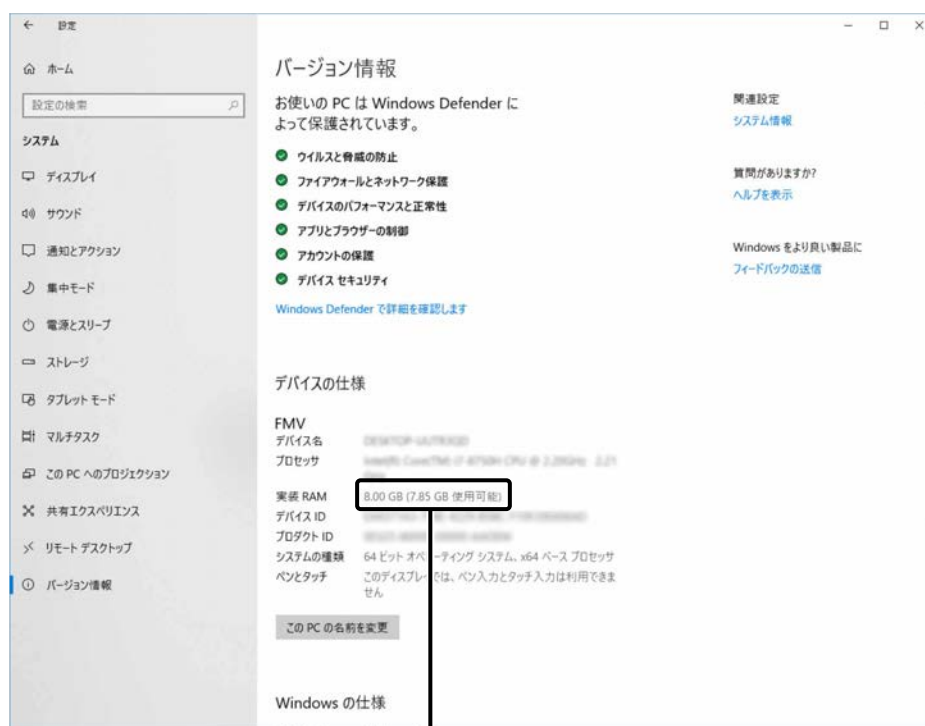 ← 設定
ホーム
設定の検索
システム
ディスプレイ
サウンド
通知とアクション
集中モード
電源とスリープ
ストレージ
タブレット モード
マルチタスク
この PC へのプロジェクション
共有エクスペリエンス
リモート デスクトップ
バージョン情報
バージョン情報
お使いの PC は Windows Defender に
よって保護されています。
ウイルスと脅威の防止
ファイアウォールとネットワーク保護
デバイスのパフォーマンスと正常性
アプリとブラウザーの制御
アカウントの保護
デバイス セキュリティ
Windows Defender で詳細を確認します
デバイスの仕様
FMV
デバイス名
プロセッサ
実装 RAM 8.00 GB (7.85 GB 使用可能)
デバイス ID
プロダクト ID
システムの種類 64 ビット オペレーティング システム、x64 ベース プロセッサ
ペンとタッチ このディスプレイでは、ペン入力とタッチ入力は利用できま
せん
この PC の名前を変更
Windows の仕様
関連設定
システム情報
質問がありますか?
ヘルプを表示
Windows をより良い製品に
フィードバックの送信